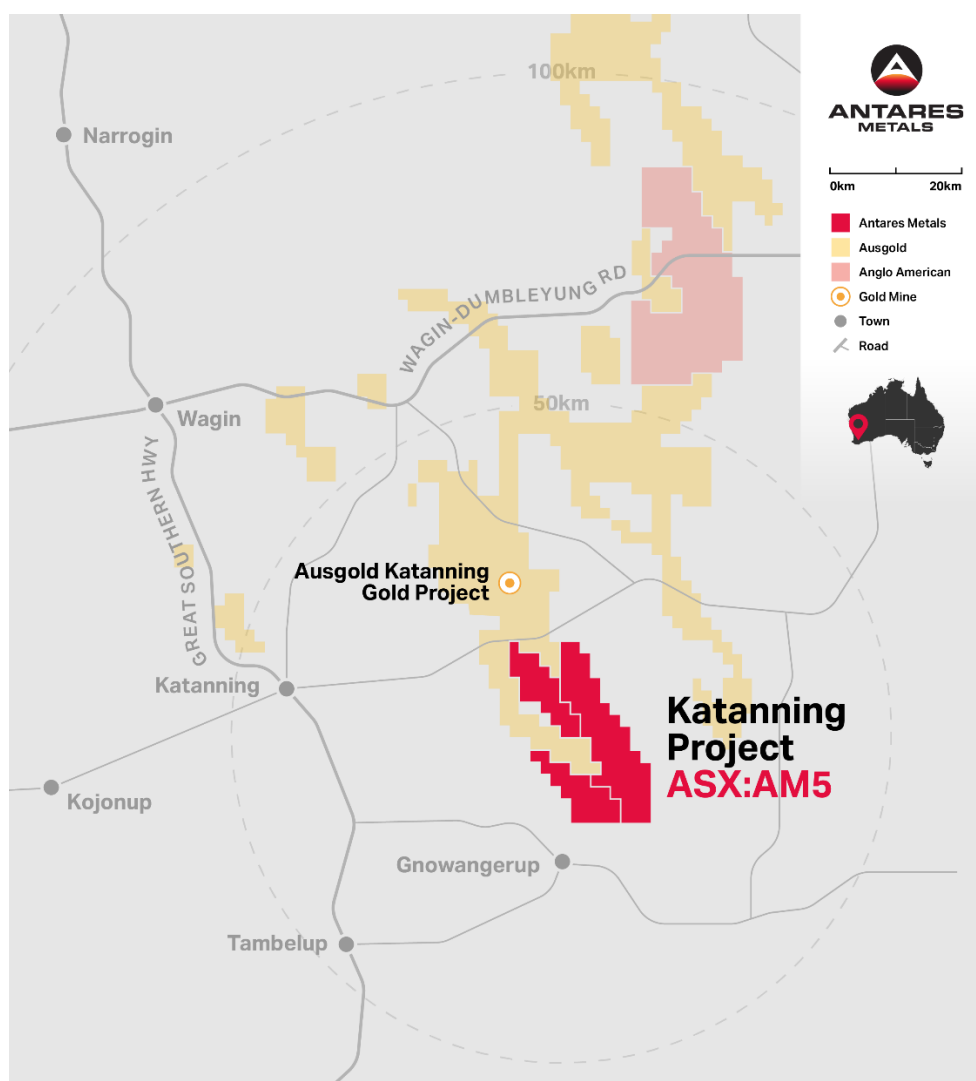 100km
ANTARES
METALS
Narrogin
0km
20km
Antares Metals
Ausgold
Anglo American
Gold Mine
Town
Road
WAGIN-DUMBLEYUNG RD
50km
Wagin
GREAT SOUTHERN HWY
Ausgold Katanning
Gold Project
Katanning
Katanning
Project
ASX:AM5
Kojonup
Gnowangerup
Tambelup